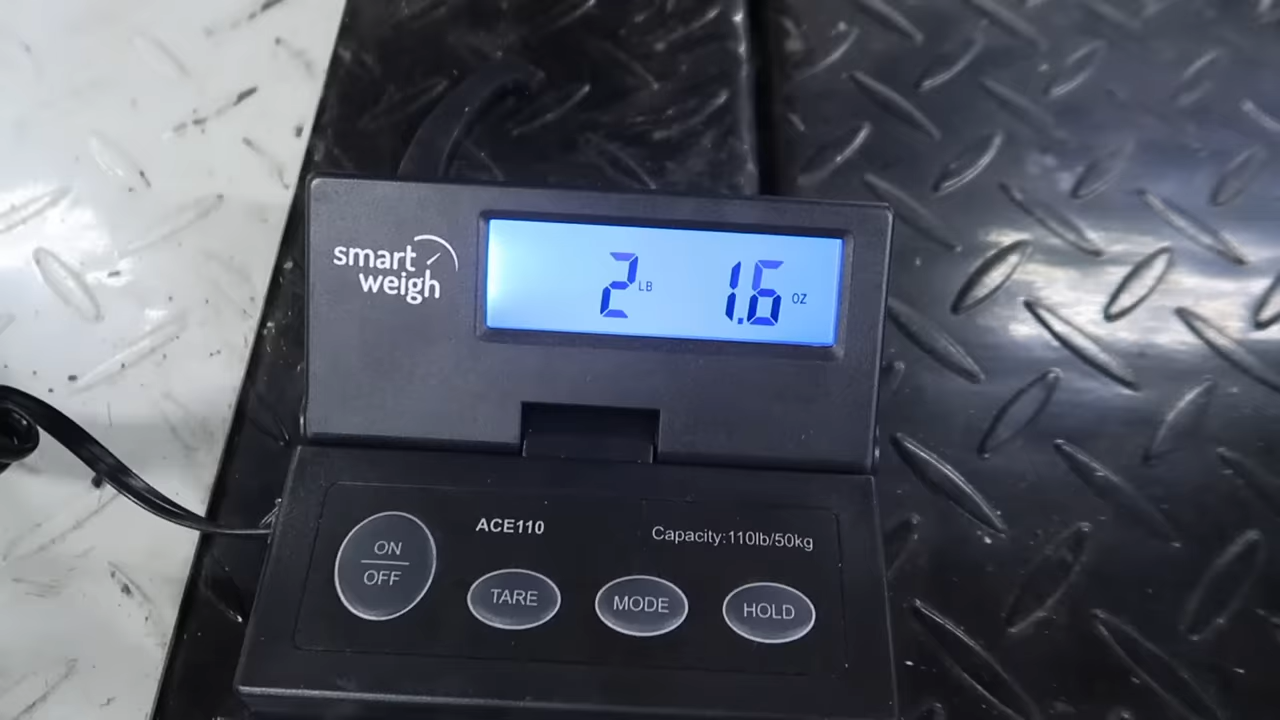 smart
weigh
2 LB 1.6 OZ
ACE110
Capacity:110lb/50kg
ON
OFF
TARE
MODE
HOLD